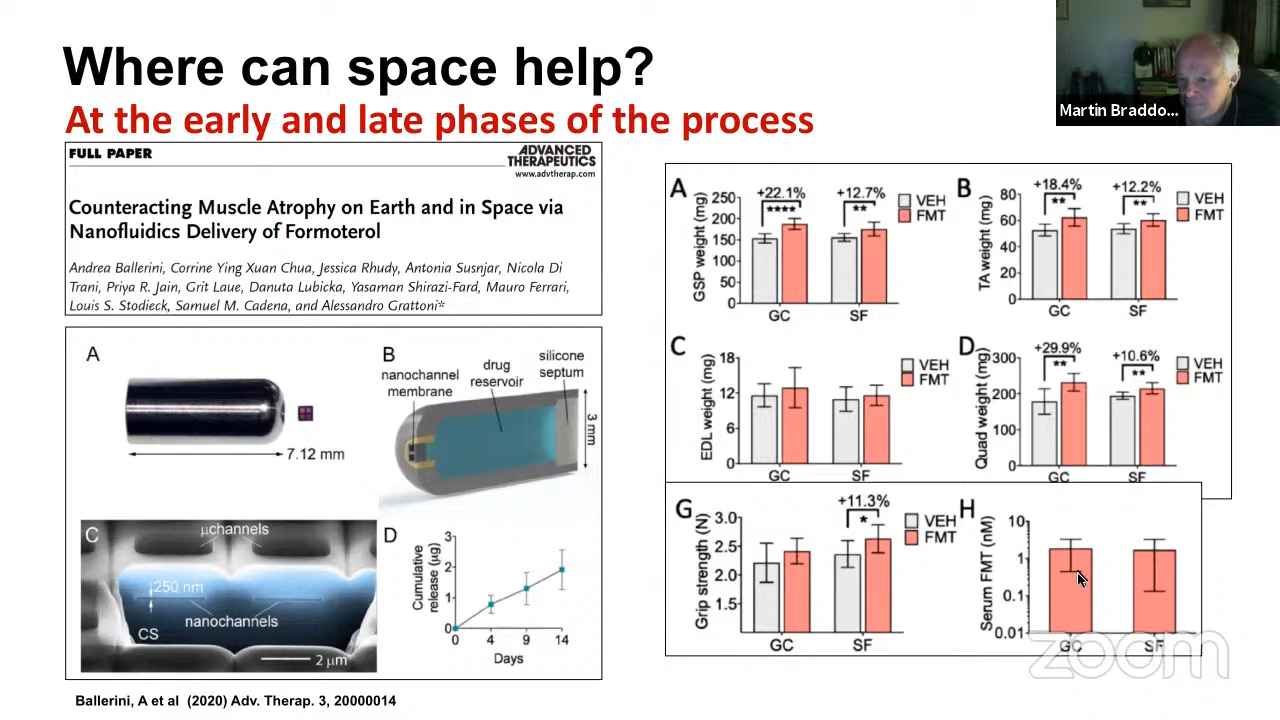 Where can space help?
At the early and late phases of the process
Martin Braddo...
FULL PAPER
ADVANCED
THERAPEUTICS
www.advtherap.com
Counteracting Muscle Atrophy on Earth and in Space via
Nanofluidics Delivery of Formoterol
Andrea Ballerini, Corrine Ying Xuan Chua, Jessica Rhudy, Antonia Susnjar, Nicola Di
Trani, Priya R. Jain, Grit Laue, Danuta Lubicka, Yasaman Shirazi-Fard, Mauro Ferrari,
Louis S. Stodieck, Samuel M. Cadena, and Alessandro Grattoni*
A
7.12 mm
B
nanochannel
membrane
drug
reservoir
silicone
septum
3 mm
C
μchannels
250 nm
nanochannels
CS
2 μm
D
Cumulative
release (μg)
3
2
1
0
0 4 9 14
Days
A
GSP weight (mg)
250
200
150
100
50
0
+22.1%
****
+12.7%
**
VEH
FMT
GC SF
B
TA weight (mg)
80
60
40
20
0
+18.4%
**
+12.2%
**
VEH
FMT
GC SF
C
EDL weight (mg)
18
12
6
0
VEH
FMT
GC SF
D
Quad weight (mg)
300
200
100
0
+29.9%
**
+10.6%
**
VEH
FMT
GC SF
G
Grip strength (N)
3.0
2.5
2.0
1.5
+11.3%
*
VEH
FMT
GC SF
H
Serum FMT (nM)
10
1
0.1
0.01
GC SF
zoom
Ballerini, A et al (2020) Adv. Therap. 3, 20000014